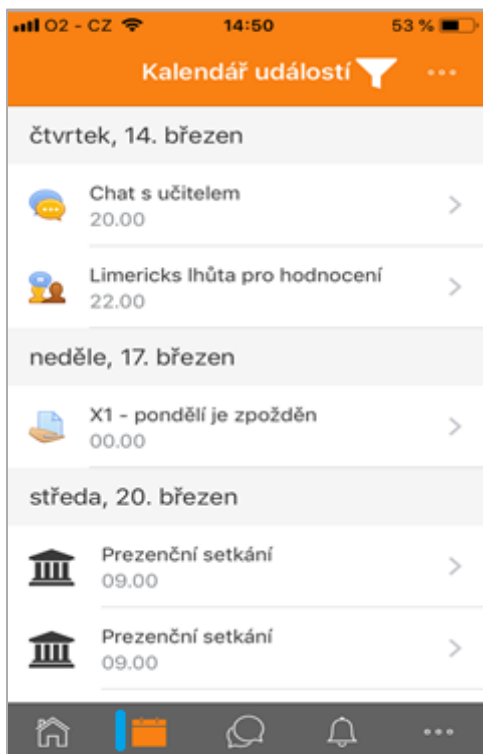 O2 - CZ 14:50 53 %
Kalendář událostí
čtvrtek, 14. březen
Chat s učitelem
20.00
Limericks lhůta pro hodnocení
22.00
neděle, 17. březen
X1 - pondělí je zpožděn
00.00
středa, 20. březen
Prezenční setkání
09.00
Prezenční setkání
09.00